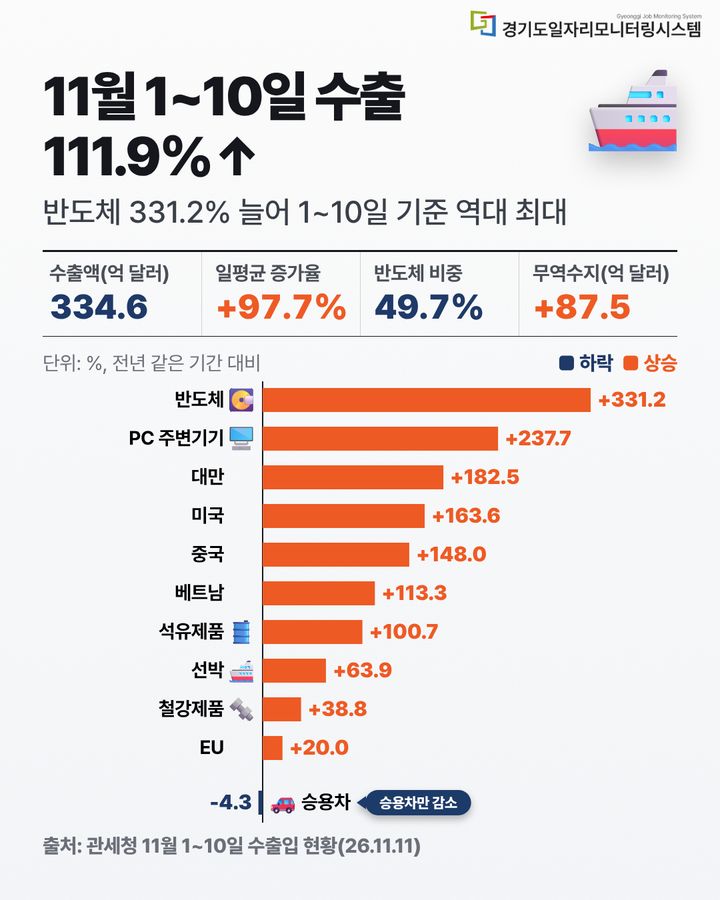 Gyeonggi Job Monitoring System
경기도일자리모니터링시스템
11월 1~10일 수출
111.9%↑
반도체 331.2% 늘어 1~10일 기준 역대 최대
수출액(억 달러)
334.6
일평균 증가율
+97.7%
반도체 비중
49.7%
무역수지(억 달러)
+87.5
단위: %, 전년 같은 기간 대비
하락 상승
반도체 +331.2
PC 주변기기 +237.7
대만 +182.5
미국 +163.6
중국 +148.0
베트남 +113.3
석유제품 +100.7
선박 +63.9
철강제품 +38.8
EU +20.0
-4.3 승용차 승용차만 감소
출처: 관세청 11월 1~10일 수출입 현황(26.11.11)